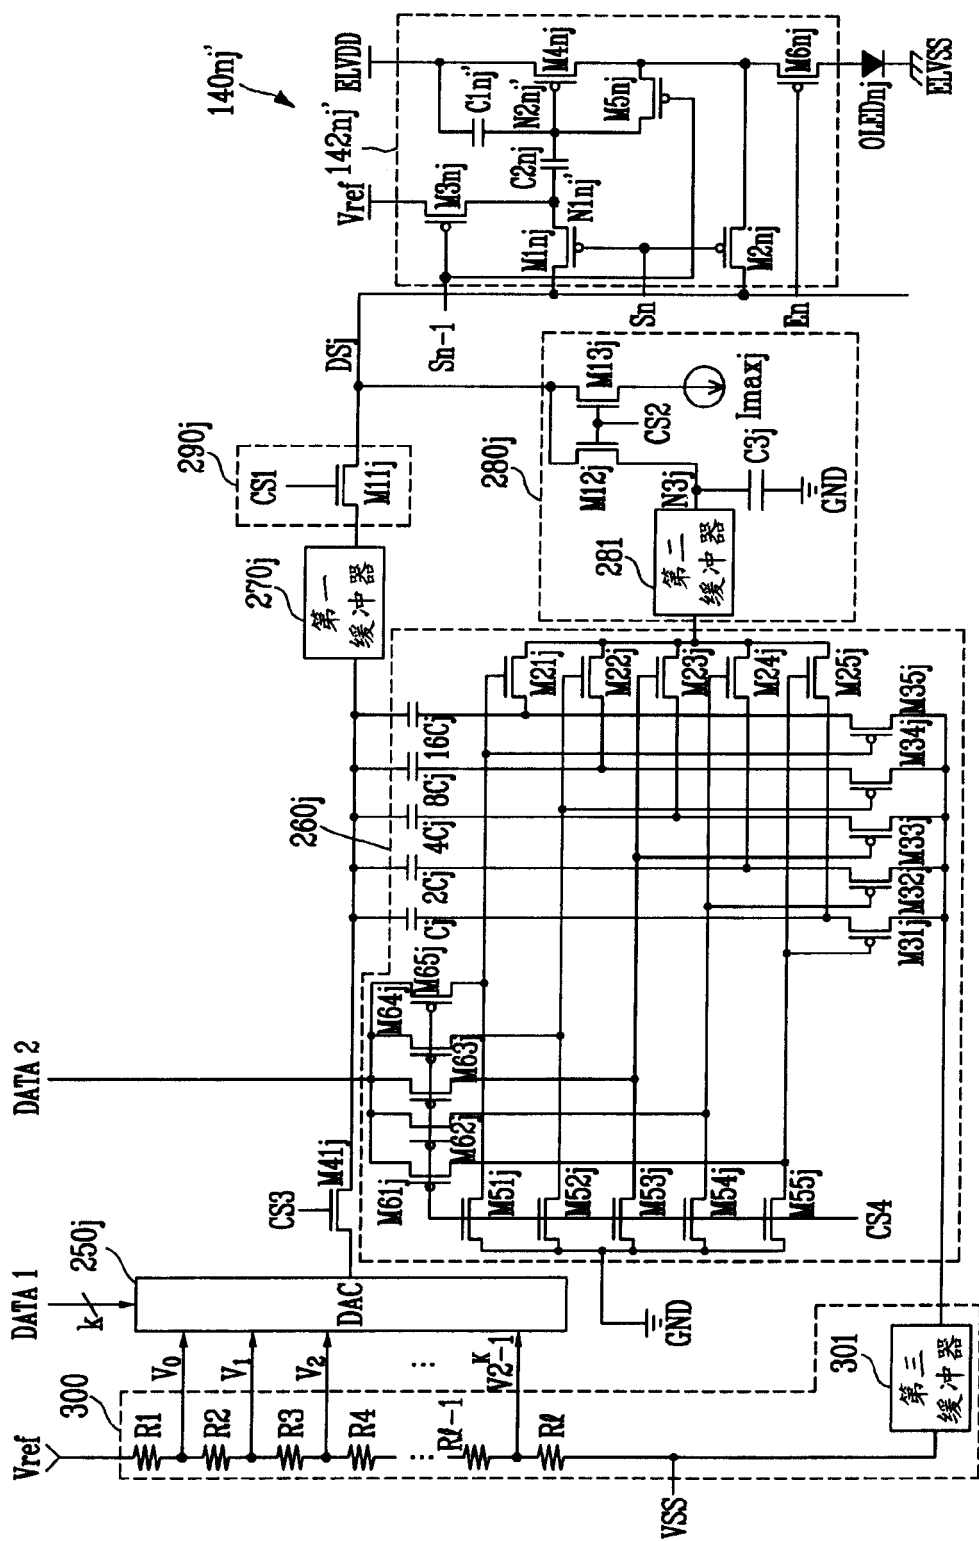 140nj'
142nj'
ELVDD
Vref
C1nj'
M4nj
N2nj'
M3nj
C2nj
M5nj
N1nj'
M1nj
M2nj
M6nj
OLEDnj
ELVSS
Sn-1
Sn
En
DSj
290j
CS1
M11j
280j
M13j
M12j
CS2
Imaxj
N3j
C3j
GND
281
第二
缓冲器
270j
第一
缓冲器
260j
16Cj
8Cj
4Cj
2Cj
Cj
M21j
M22j
M23j
M24j
M25j
M35j
M34j
M33j
M32j
M31j
M65j
M64j
M63j
M62j
M61j
DATA 2
M41j
CS3
M51j
M52j
M53j
M54j
M55j
CS4
GND
DATA 1
k
250j
DAC
V0
V1
V2
...
V2^K-1
300
Vref
R1
R2
R3
R4
...
Rℓ-1
Rℓ
VSS
301
第三
缓冲器